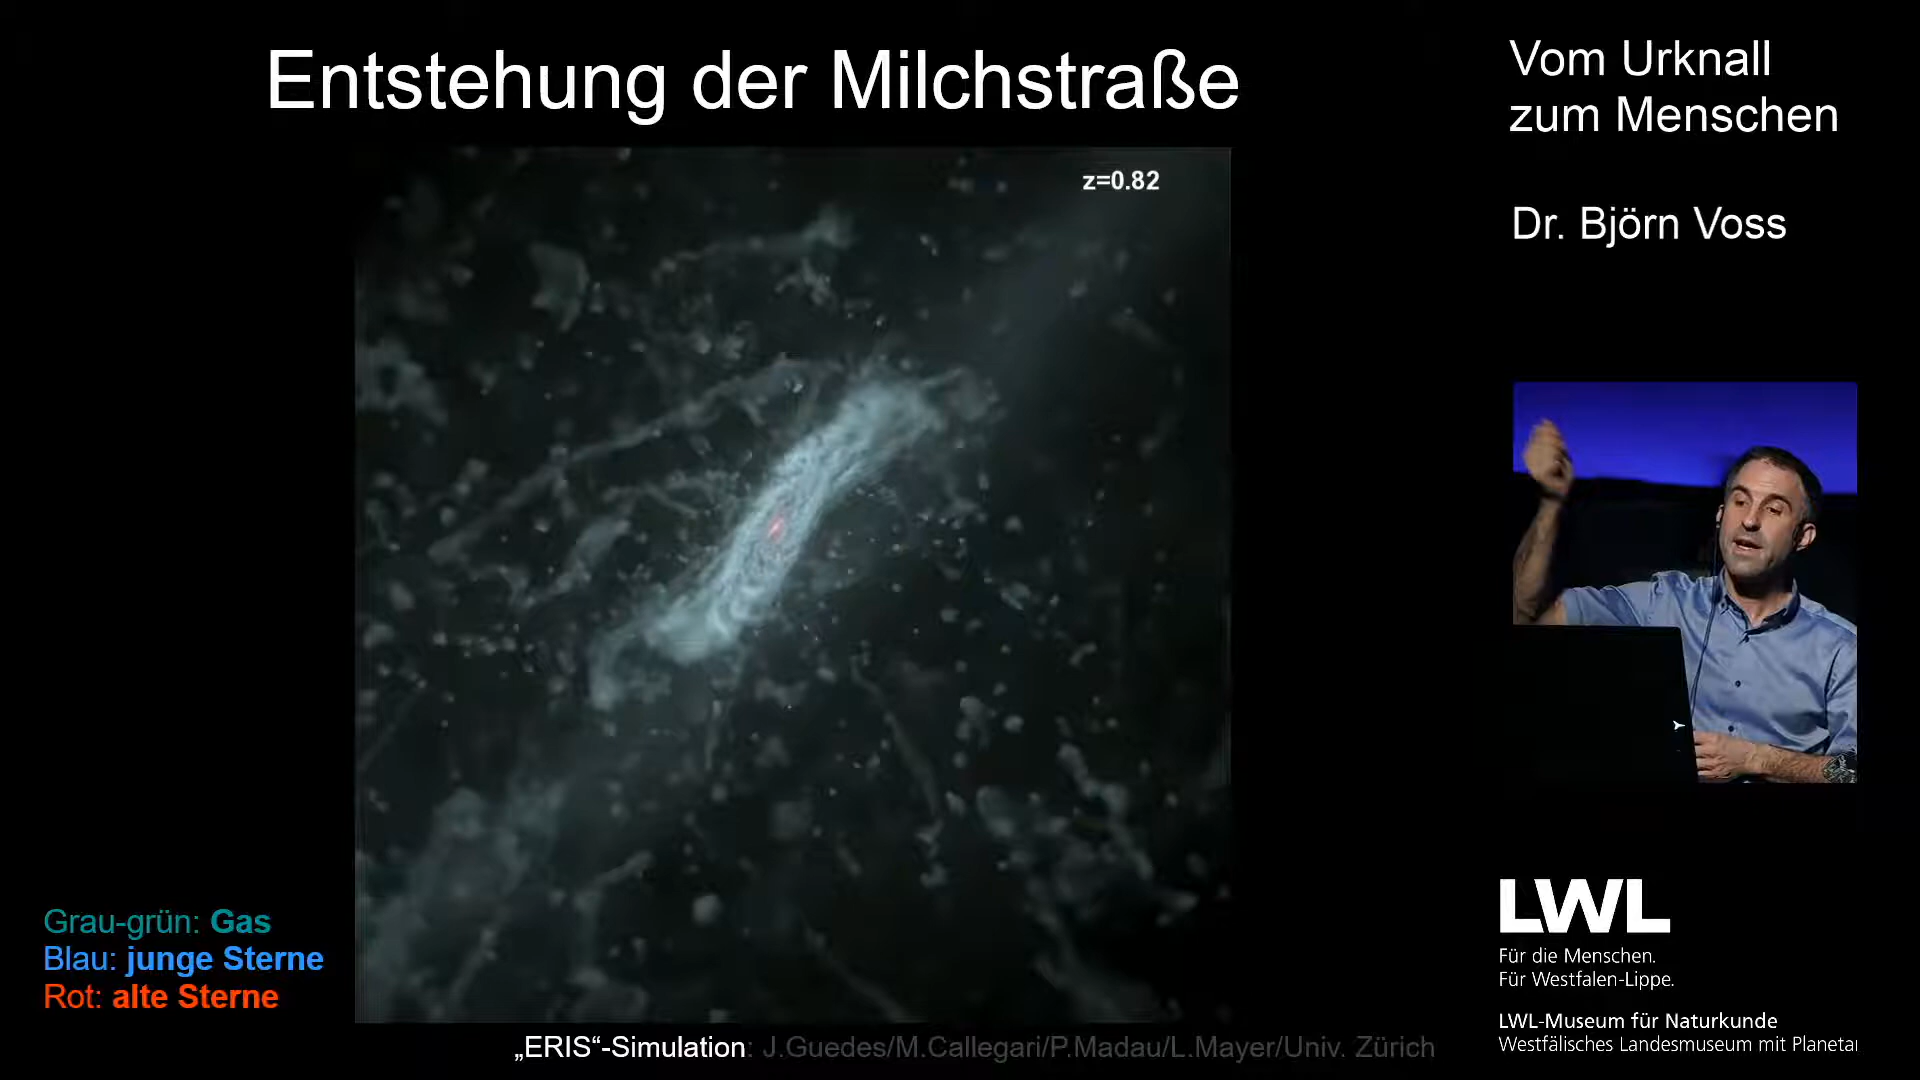 Entstehung der Milchstraße
z=0.82
Vom Urknall
zum Menschen
Dr. Björn Voss
Grau-grün: Gas
Blau: junge Sterne
Rot: alte Sterne
„ERIS“-Simulation: J.Guedes/M.Callegari/P.Madau/L.Mayer/Univ. Zürich
LWL
Für die Menschen.
Für Westfalen-Lippe.
LWL-Museum für Naturkunde
Westfälisches Landesmuseum mit Planeta